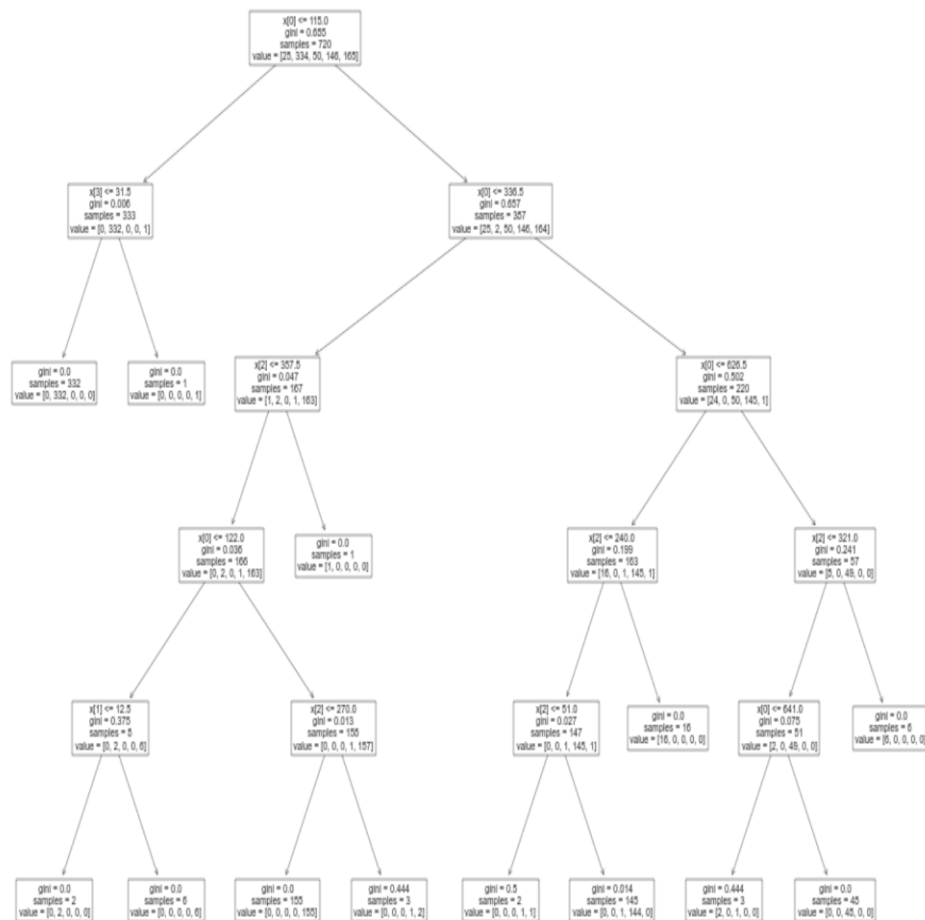 x[0] <= 115.0
gini = 0.655
samples = 720
value = [25, 334, 50, 146, 165]
x[3] <= 31.5
gini = 0.006
samples = 333
value = [0, 332, 0, 0, 1]
x[0] <= 336.5
gini = 0.657
samples = 387
value = [25, 2, 50, 146, 164]
gini = 0.0
samples = 332
value = [0, 332, 0, 0, 0]
gini = 0.0
samples = 1
value = [0, 0, 0, 0, 1]
x[2] <= 357.5
gini = 0.047
samples = 167
value = [1, 2, 0, 1, 163]
x[0] <= 626.5
gini = 0.502
samples = 220
value = [24, 0, 50, 145, 1]
x[0] <= 122.0
gini = 0.036
samples = 166
value = [0, 2, 0, 1, 163]
gini = 0.0
samples = 1
value = [1, 0, 0, 0, 0]
x[2] <= 240.0
gini = 0.199
samples = 163
value = [16, 0, 1, 145, 1]
x[2] <= 321.0
gini = 0.241
samples = 57
value = [8, 0, 49, 0, 0]
x[1] <= 12.5
gini = 0.375
samples = 8
value = [0, 2, 0, 0, 6]
x[2] <= 270.0
gini = 0.013
samples = 158
value = [0, 0, 0, 1, 157]
x[2] <= 51.0
gini = 0.027
samples = 147
value = [0, 0, 1, 145, 1]
gini = 0.0
samples = 16
value = [16, 0, 0, 0, 0]
x[0] <= 641.0
gini = 0.075
samples = 51
value = [2, 0, 49, 0, 0]
gini = 0.0
samples = 6
value = [6, 0, 0, 0, 0]
gini = 0.0
samples = 2
value = [0, 2, 0, 0, 0]
gini = 0.0
samples = 6
value = [0, 0, 0, 0, 6]
gini = 0.0
samples = 155
value = [0, 0, 0, 0, 155]
gini = 0.444
samples = 3
value = [0, 0, 0, 1, 2]
gini = 0.5
samples = 2
value = [0, 0, 0, 1, 1]
gini = 0.014
samples = 145
value = [0, 0, 1, 144, 0]
gini = 0.444
samples = 3
value = [2, 0, 1, 0, 0]
gini = 0.0
samples = 48
value = [0, 0, 48, 0, 0]